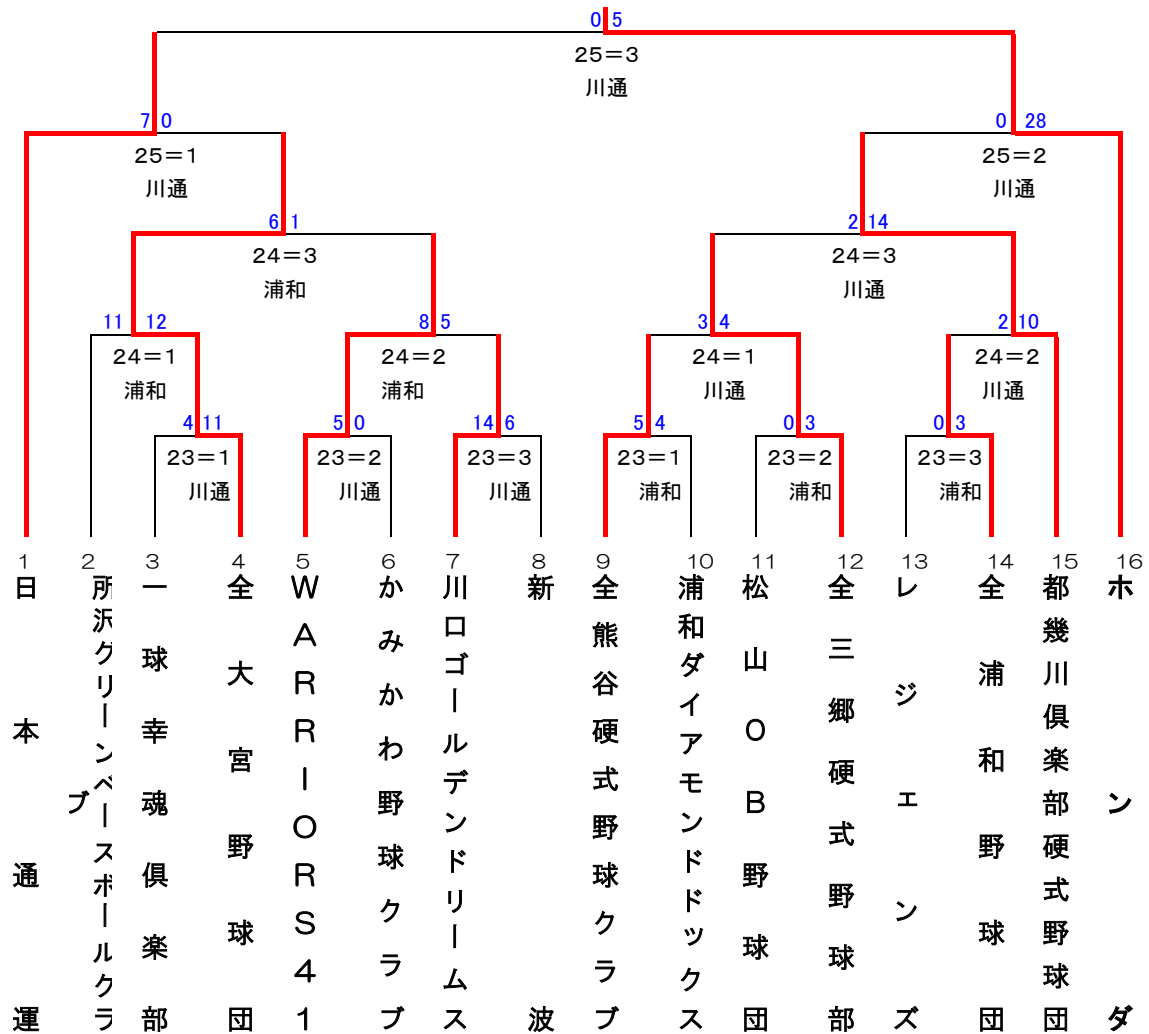 0 5
25=3
川通
7 0
0 28
25=1
25=2
川通
川通
6 1
2 14
24=3
24=3
浦和
川通
11 12
8 5
3 4
2 10
24=1
24=2
24=1
24=2
浦和
浦和
川通
川通
4 11
5 0
14 6
5 4
0 3
0 3
23=1
23=2
23=3
23=1
23=2
23=3
川通
川通
川通
浦和
浦和
浦和
1 2 3 4 5 6 7 8 9 10 11 12 13 14 15 16
日本通運
所沢グリーンベースボールクラ
ブ
一球幸魂倶楽部
全大宮野球団
WARRIORS41
かみかわ野球クラブ
川口ゴールデンドリームス
新波
全熊谷硬式野球クラブ
浦和ダイアモンドドックス
松山OB野球団
全三郷硬式野球部
レジェンズ
全浦和野球団
都幾川倶楽部硬式野球団
ホンダ